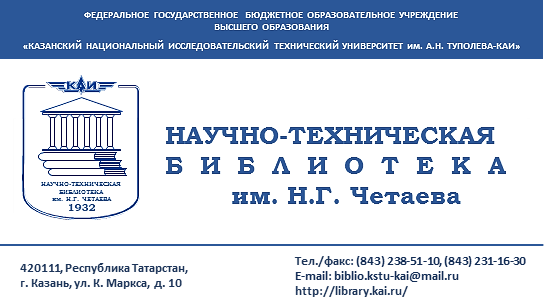 ФЕДЕРАЛЬНОЕ ГОСУДАРСТВЕННОЕ БЮДЖЕТНОЕ ОБРАЗОВАТЕЛЬНОЕ УЧРЕЖДЕНИЕ
ВЫСШЕГО ОБРАЗОВАНИЯ
«КАЗАНСКИЙ НАЦИОНАЛЬНЫЙ ИССЛЕДОВАТЕЛЬСКИЙ ТЕХНИЧЕСКИЙ УНИВЕРСИТЕТ им. А.Н. ТУПОЛЕВА-КАИ»
КАИ
НАУЧНО-ТЕХНИЧЕСКАЯ
БИБЛИОТЕКА
им. Н.Г. ЧЕТАЕВА
1932
НАУЧНО-ТЕХНИЧЕСКАЯ
БИБЛИОТЕКА
им. Н.Г. Четаева
420111, Республика Татарстан,
г. Казань, ул. К. Маркса, д. 10
Тел./факс: (843) 238-51-10, (843) 231-16-30
E-mail: biblio.kstu-kai@mail.ru
http://library.kai.ru/